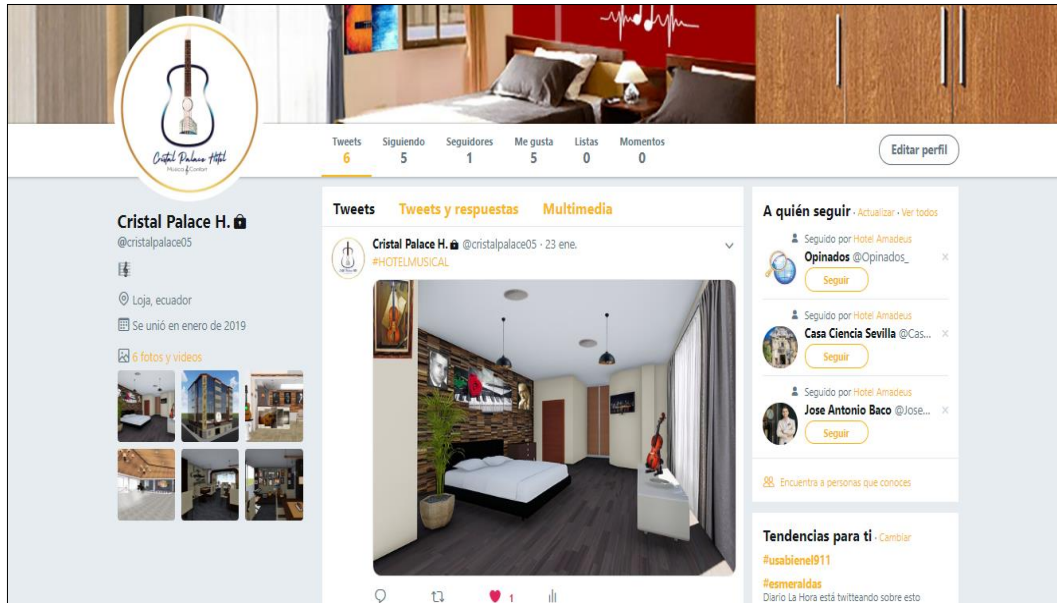 Cristal Palace Hotel
Música & Confort
Tweets
6
Siguiendo
5
Seguidores
1
Me gusta
5
Listas
0
Momentos
0
Editar perfil
Cristal Palace H.
@cristalpalace05
Loja, ecuador
Se unió en enero de 2019
6 fotos y videos
Tweets Tweets y respuestas Multimedia
Cristal Palace H. @cristalpalace05 · 23 ene.
#HOTELMUSICAL
1
A quién seguir · Actualizar · Ver todos
Seguido por Hotel Amadeus
Opinados @Opinados_
Seguir
Seguido por Hotel Amadeus
Casa Ciencia Sevilla @Cas...
Seguir
Seguido por Hotel Amadeus
Jose Antonio Baco @Jose...
Seguir
Encuentra a personas que conoces
Tendencias para ti · Cambiar
#usabienel911
#esmeraldas
Diario La Hora está twitteando sobre esto